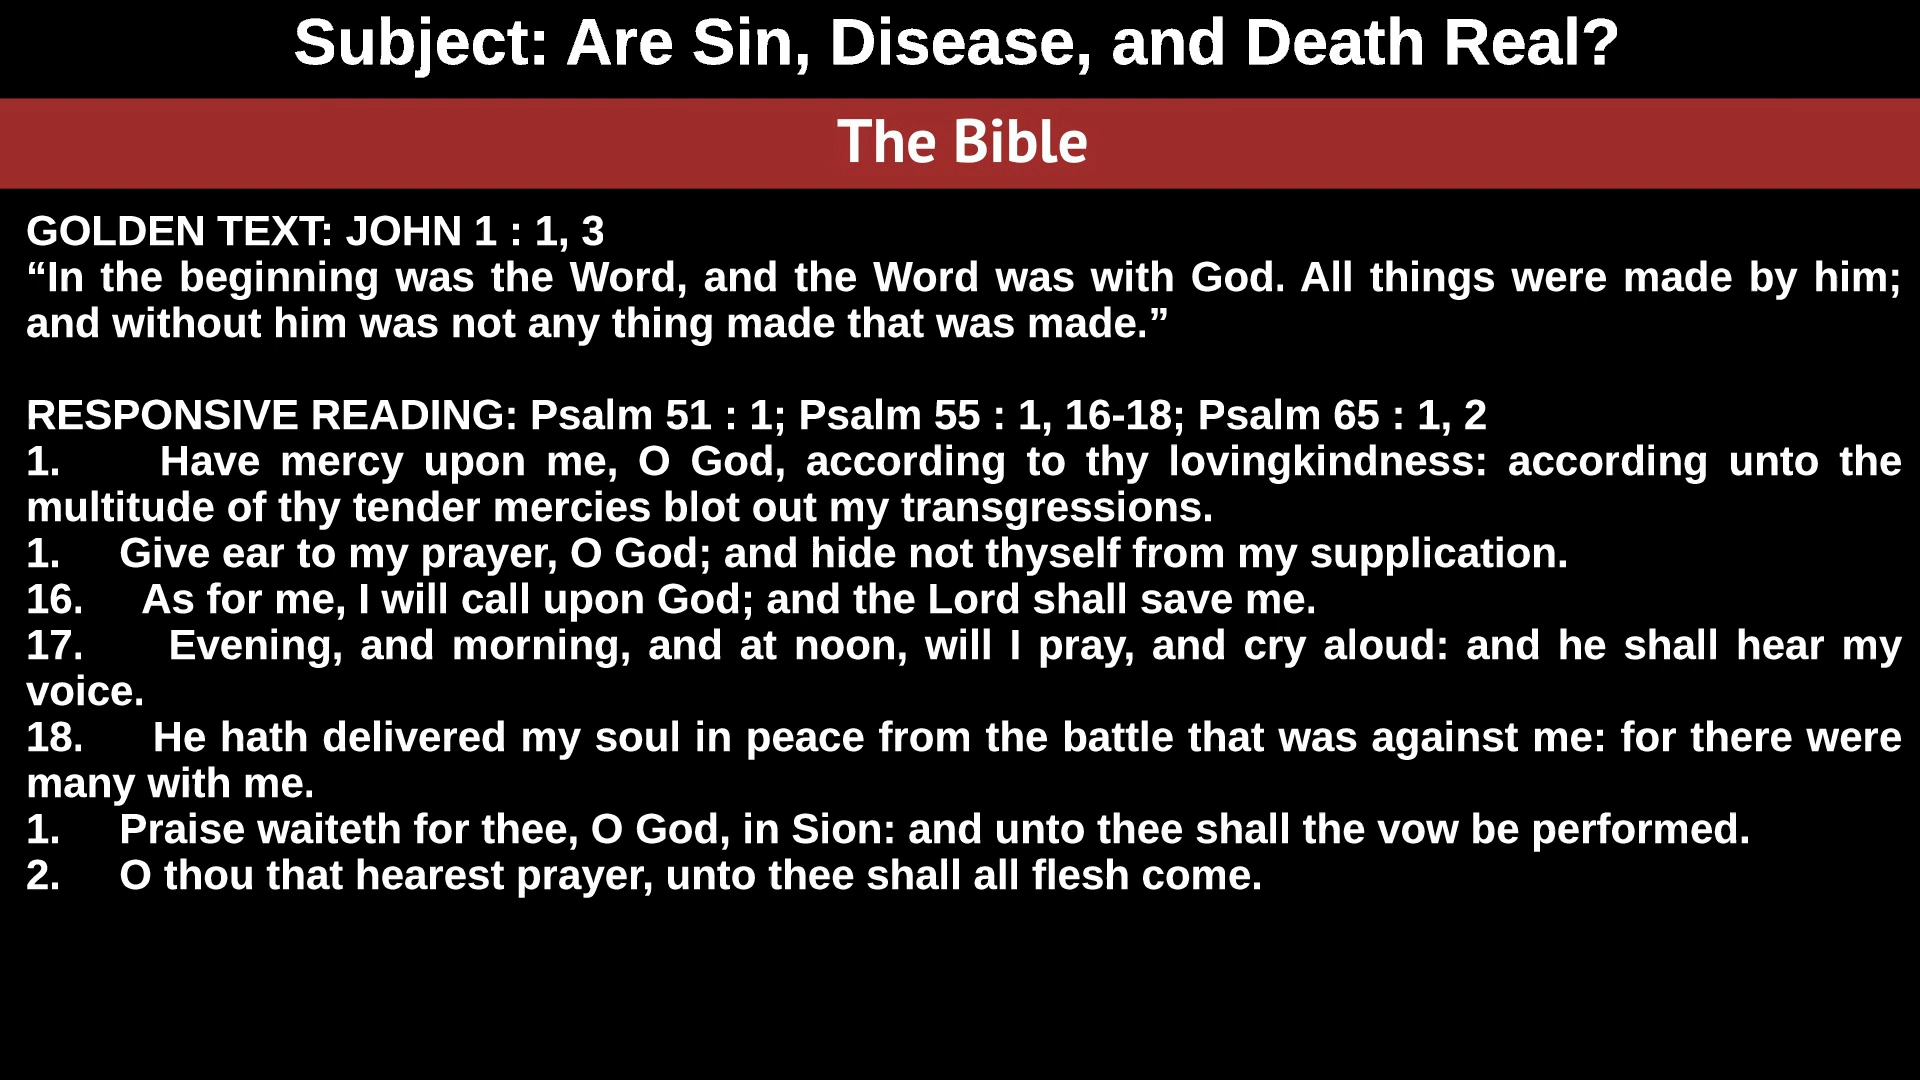 Subject: Are Sin, Disease, and Death Real?
The Bible
GOLDEN TEXT: JOHN 1 : 1, 3
“In the beginning was the Word, and the Word was with God. All things were made by him;
and without him was not any thing made that was made.”
RESPONSIVE READING: Psalm 51 : 1; Psalm 55 : 1, 16-18; Psalm 65 : 1, 2
1. Have mercy upon me, O God, according to thy lovingkindness: according unto the
multitude of thy tender mercies blot out my transgressions.
1. Give ear to my prayer, O God; and hide not thyself from my supplication.
16. As for me, I will call upon God; and the Lord shall save me.
17. Evening, and morning, and at noon, will I pray, and cry aloud: and he shall hear my
voice.
18. He hath delivered my soul in peace from the battle that was against me: for there were
many with me.
1. Praise waiteth for thee, O God, in Sion: and unto thee shall the vow be performed.
2. O thou that hearest prayer, unto thee shall all flesh come.